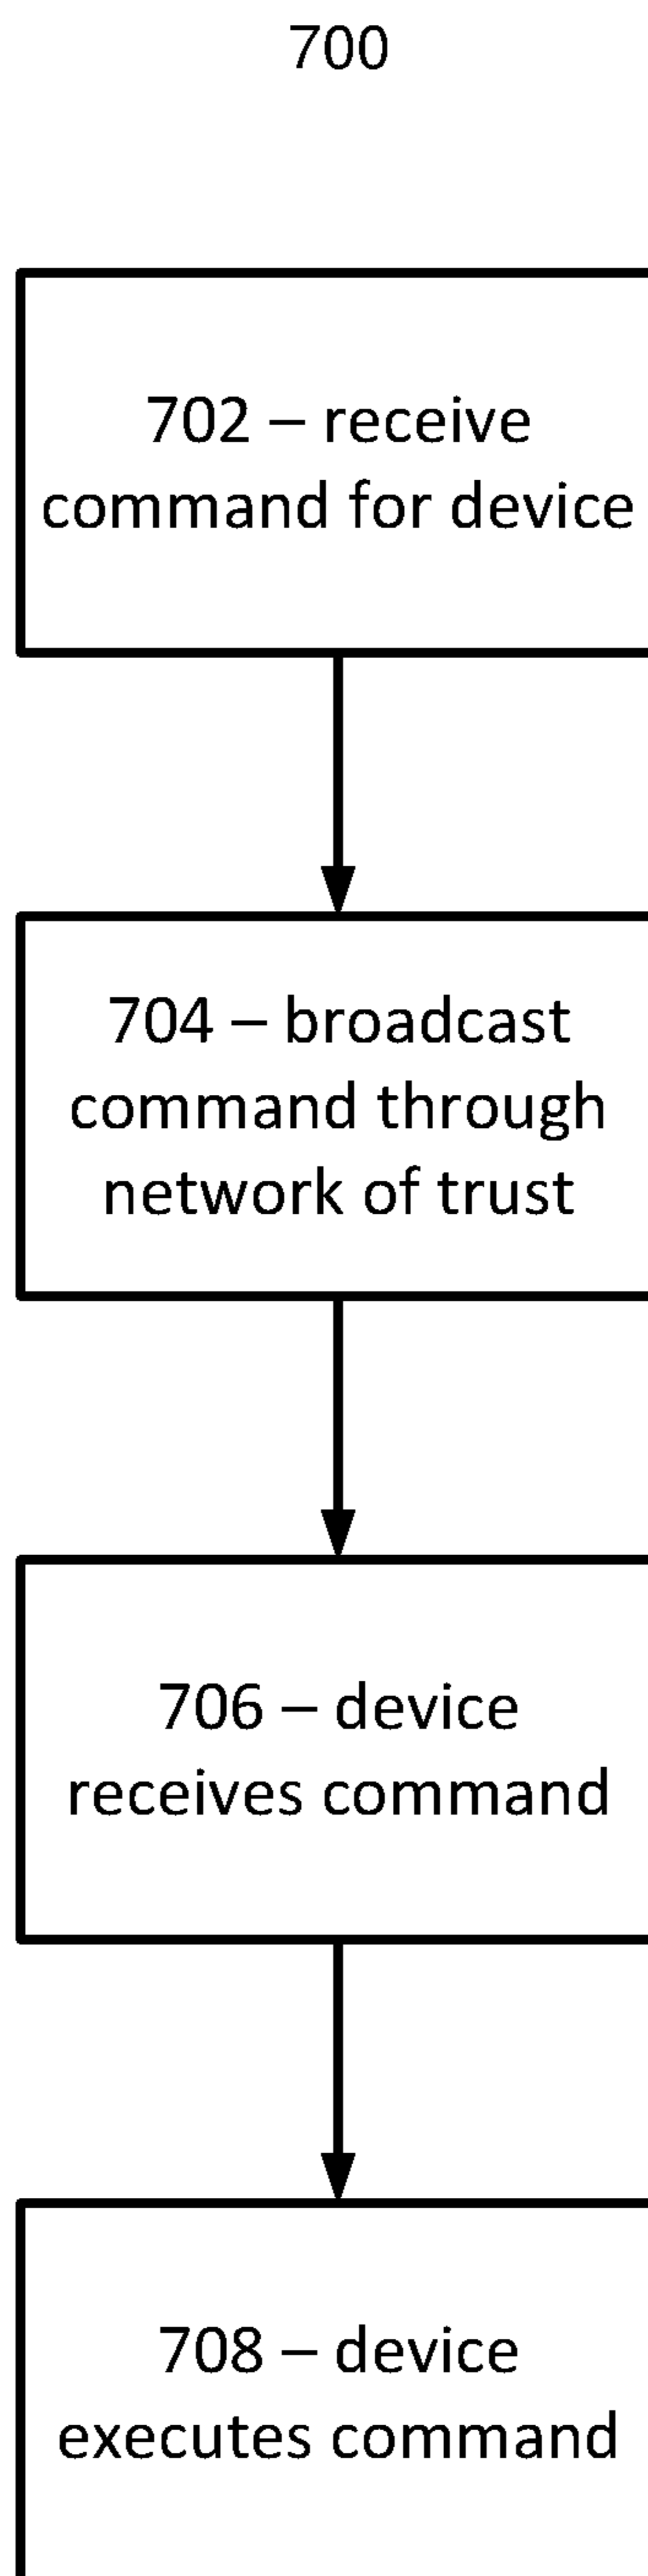 700
702 – receive
command for device
704 – broadcast
command through
network of trust
706 – device
receives command
708 – device
executes command